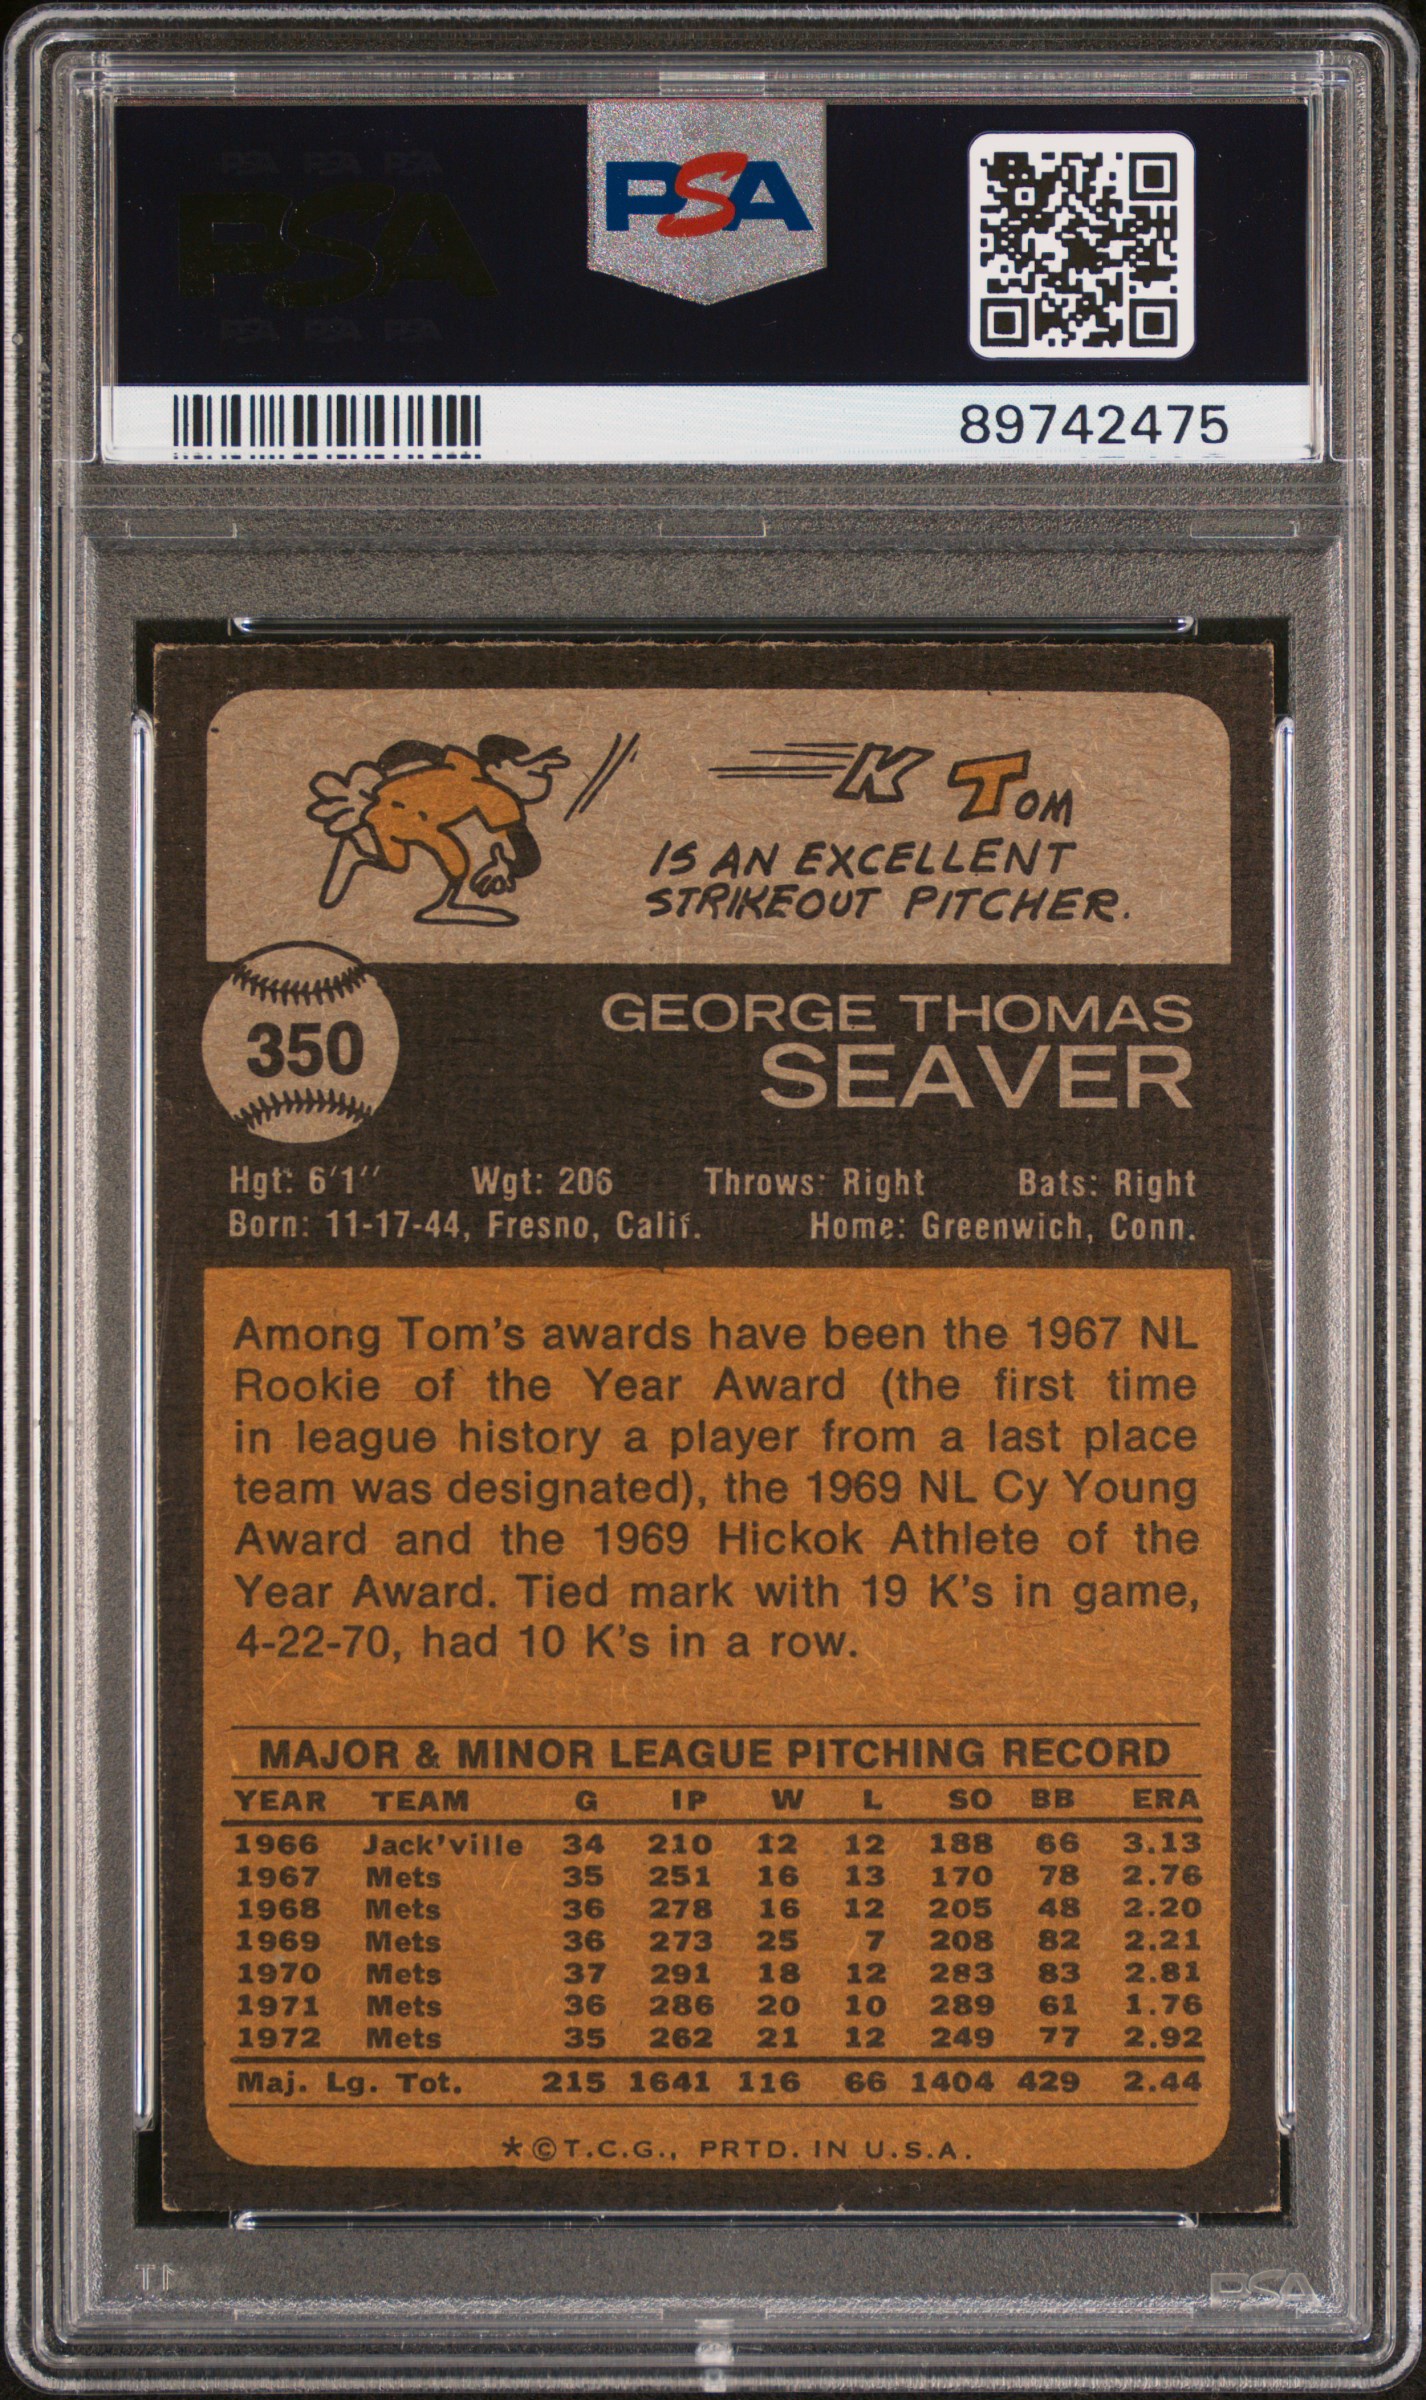 PSA PSA PSA
PSA
PSA
PSA PSA PSA
89742475
K TOM
IS AN EXCELLENT
STRIKEOUT PITCHER.
350
GEORGE THOMAS
SEAVER
Hgt: 6'1'' Wgt: 206 Throws: Right Bats: Right
Born: 11-17-44, Fresno, Calif. Home: Greenwich, Conn.
Among Tom's awards have been the 1967 NL
Rookie of the Year Award (the first time
in league history a player from a last place
team was designated), the 1969 NL Cy Young
Award and the 1969 Hickok Athlete of the
Year Award. Tied mark with 19 K's in game,
4-22-70, had 10 K's in a row.
MAJOR & MINOR LEAGUE PITCHING RECORD
YEAR TEAM G IP W L SO BB ERA
1966 Jack'ville 34 210 12 12 188 66 3.13
1967 Mets 35 251 16 13 170 78 2.76
1968 Mets 36 278 16 12 205 48 2.20
1969 Mets 36 273 25 7 208 82 2.21
1970 Mets 37 291 18 12 283 83 2.81
1971 Mets 36 286 20 10 289 61 1.76
1972 Mets 35 262 21 12 249 77 2.92
Maj. Lg. Tot. 215 1641 116 66 1404 429 2.44
*©T.C.G., PRTD. IN U.S.A.
PSA